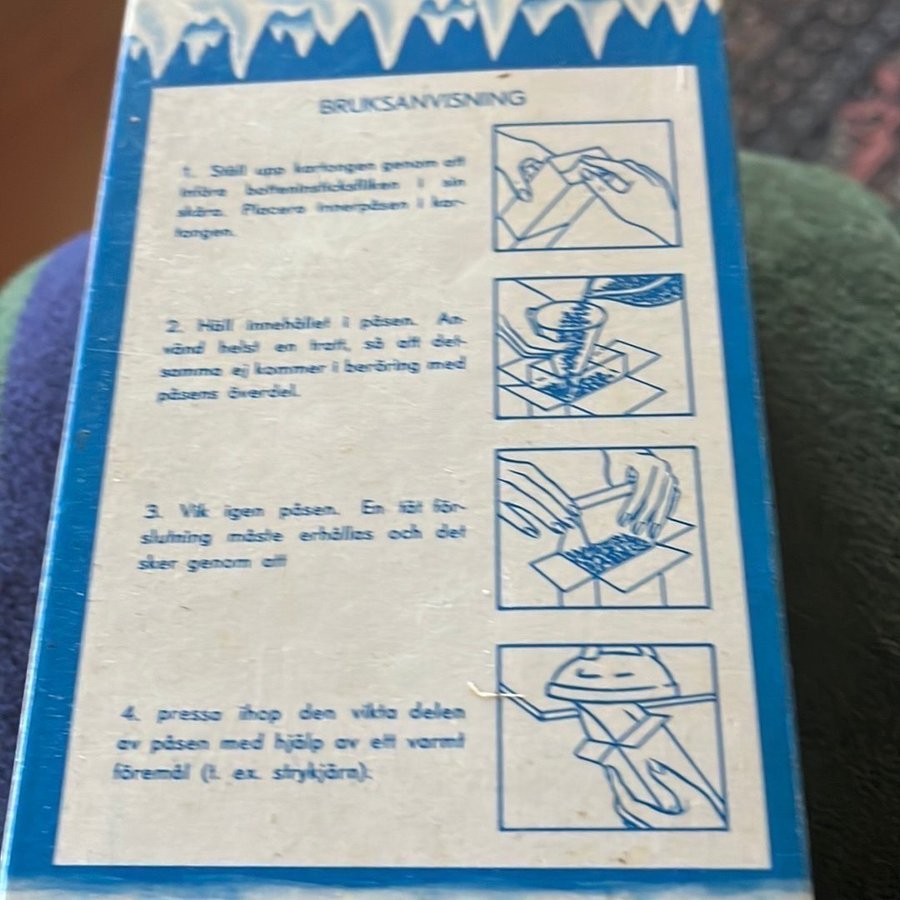 BRUKSANVISNING
1. Ställ upp kartongen genom att
införa botteninsticksfliken i sin
skåra. Placera innerpåsen i kar-
tongen.
2. Häll innehållet i påsen. An-
vänd helst en tratt, så att det-
samma ej kommer i beröring med
påsens överdel.
3. Vik igen påsen. En tät för-
slutning måste erhållas och det
sker genom att
4. pressa ihop den vikta delen
av påsen med hjälp av ett varmt
föremål (t. ex. strykjärn).